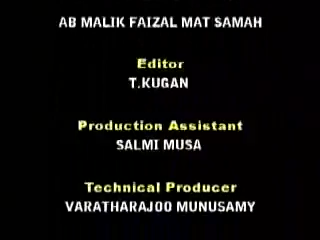 AB MALIK FAIZAL MAT SAMAH
Editor
T.KUGAN
Production Assistant
SALMI MUSA
Technical Producer
VARATHARAJOO MUNUSAMY